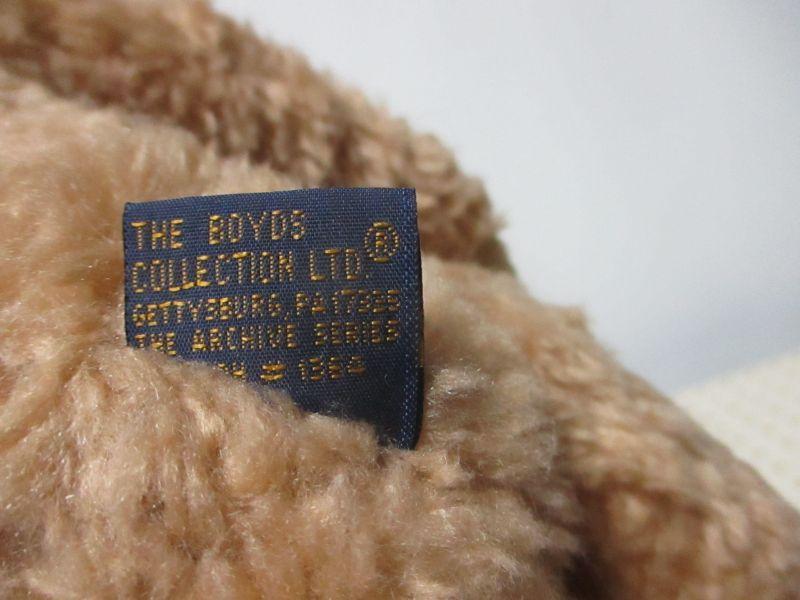 THE BOYDS
COLLECTION LTD.®
GETTYSBURG, PA 17325
THE ARCHIVE SERIES